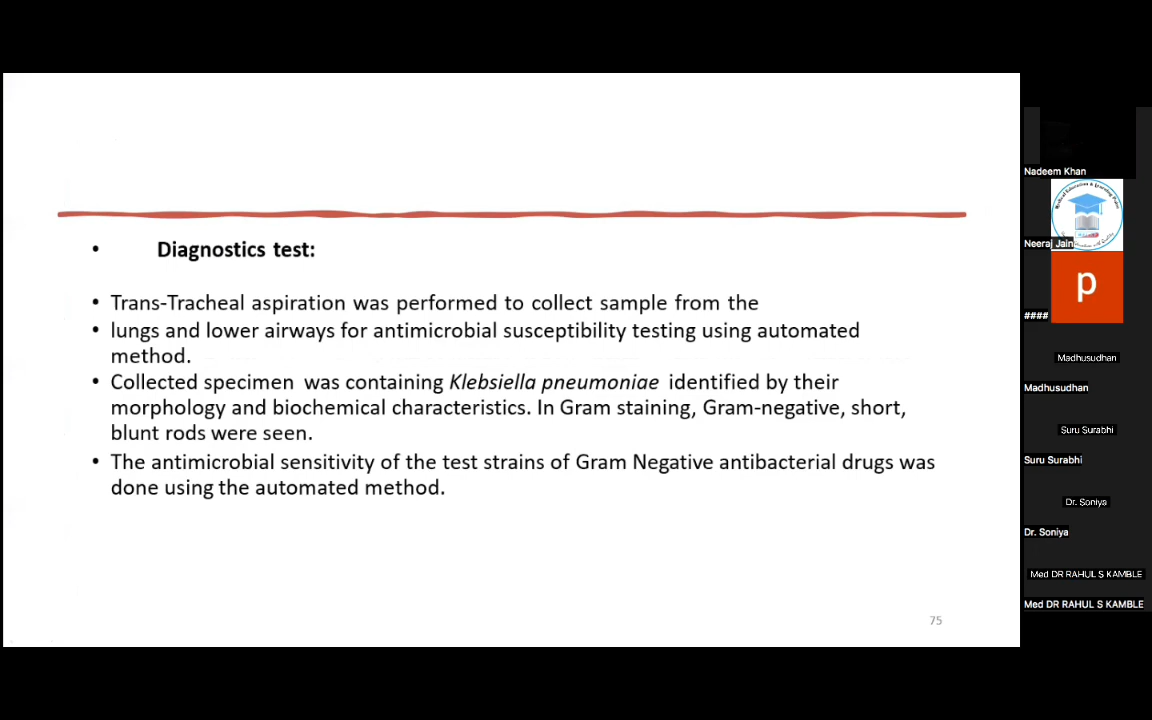 • Diagnostics test:
• Trans-Tracheal aspiration was performed to collect sample from the
• lungs and lower airways for antimicrobial susceptibility testing using automated
method.
• Collected specimen was containing Klebsiella pneumoniae identified by their
morphology and biochemical characteristics. In Gram staining, Gram-negative, short,
blunt rods were seen.
• The antimicrobial sensitivity of the test strains of Gram Negative antibacterial drugs was
done using the automated method.
75
Nadeem Khan
Neeraj Jain
p
####
Madhusudhan
Madhusudhan
Suru Surabhi
Suru Surabhi
Dr. Soniya
Dr. Soniya
Med DR RAHUL S KAMBLE
Med DR RAHUL S KAMBLE